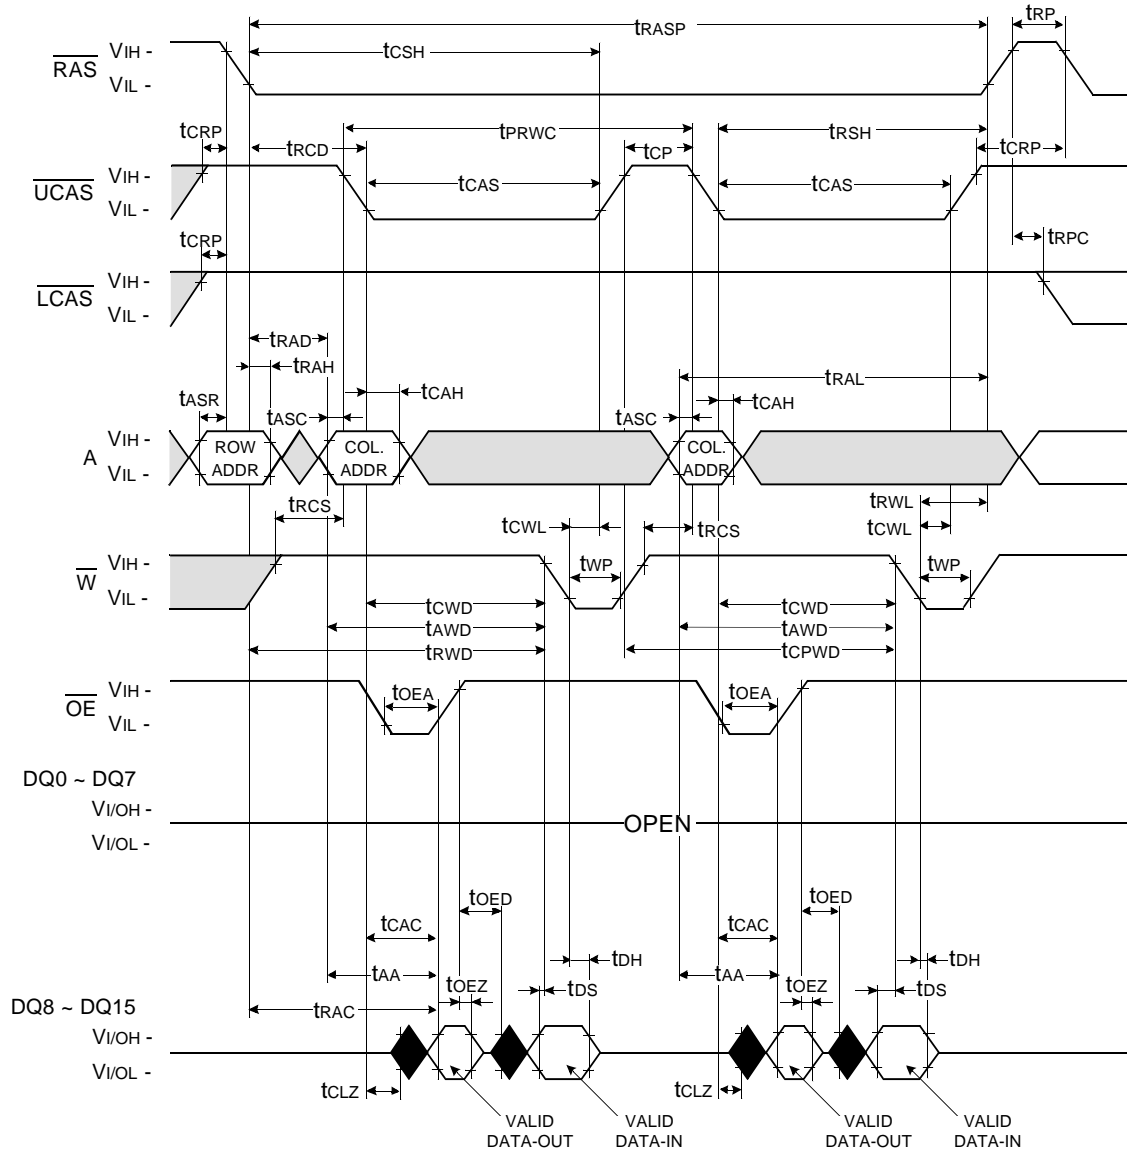 tRASP
tRP
tCSH
RAS
VIH -
VIL -
tCRP
tRCD
tPRWC
tCP
tRSH
tCRP
UCAS
VIH -
VIL -
tCAS
tCAS
tCRP
tRPC
LCAS
VIH -
VIL -
tRAD
tRAH
tASR
tASC
tCAH
tRAL
tASC
tCAH
A
VIH -
VIL -
ROW
ADDR
COL.
ADDR
COL.
ADDR
tRCS
tCWL
tRCS
tRWL
tCWL
W
VIH -
VIL -
tWP
tWP
tCWD
tCWD
tAWD
tAWD
tRWD
tCPWD
OE
VIH -
VIL -
tOEA
tOEA
DQ0 ~ DQ7
VI/OH -
VI/OL -
OPEN
tOED
tOED
tCAC
tCAC
tDH
tDH
tAA
tAA
tOEZ
tOEZ
tDS
tDS
tRAC
DQ8 ~ DQ15
VI/OH -
VI/OL -
tCLZ
tCLZ
VALID
DATA-OUT
VALID
DATA-IN
VALID
DATA-OUT
VALID
DATA-IN